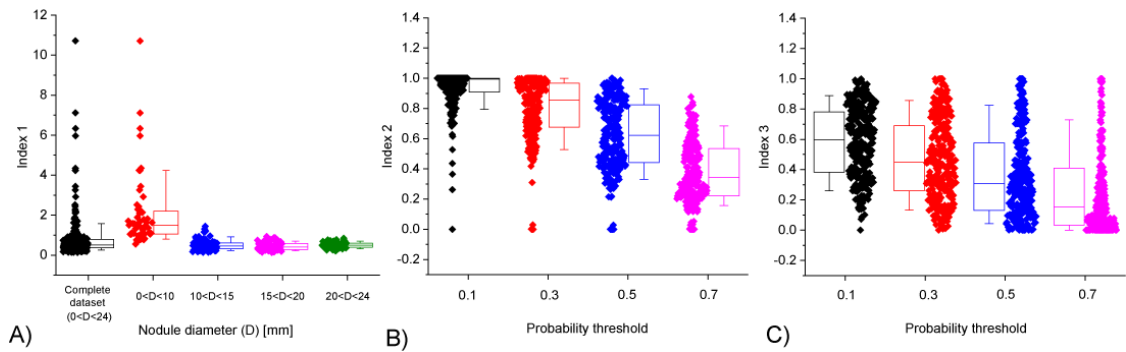 12
10
8
6
4
2
0
Index 1
Complete
dataset
(0<D<24)
0<D<10
10<D<15
15<D<20
20<D<24
Nodule diameter (D) [mm]
A)
1.4
1.2
1.0
0.8
0.6
0.4
0.2
0.0
-0.2
Index 2
0.1
0.3
0.5
0.7
Probability threshold
B)
1.4
1.2
1.0
0.8
0.6
0.4
0.2
0.0
-0.2
Index 3
0.1
0.3
0.5
0.7
Probability threshold
C)